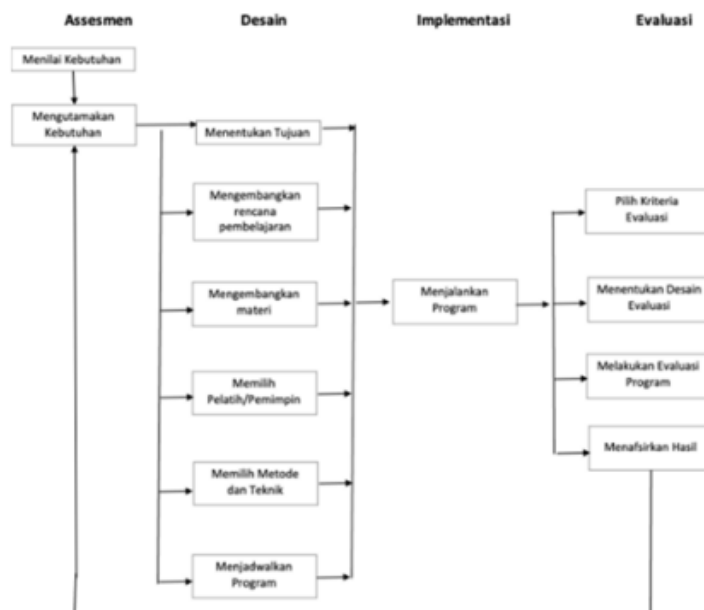 Assesmen
Desain
Implementasi
Evaluasi
Menilai Kebutuhan
Mengutamakan
Kebutuhan
Menentukan Tujuan
Mengembangkan
rencana
pembelajaran
Mengembangkan
materi
Memilih
Pelatih/Pemimpin
Memilih Metode
dan Teknik
Menjadwalkan
Program
Menjalankan
Program
Pilih Kriteria
Evaluasi
Menentukan Desain
Evaluasi
Melakukan Evaluasi
Program
Menafsirkan Hasil